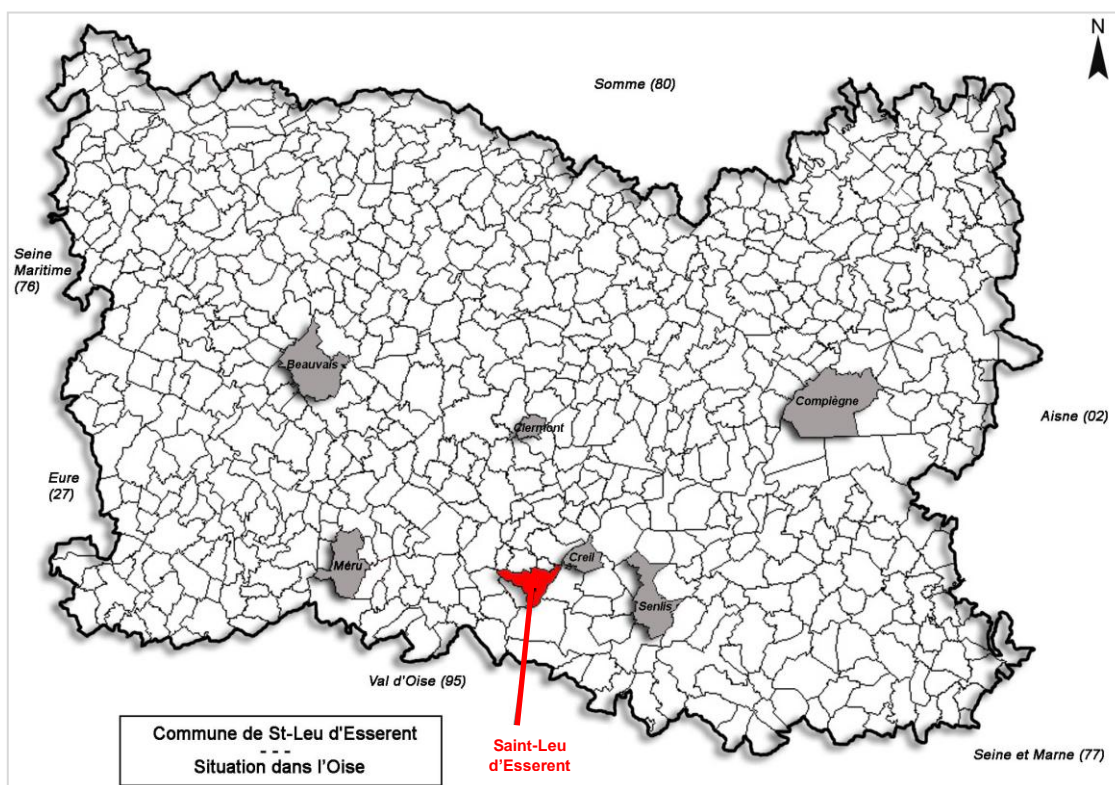 N
Somme (80)
Seine
Maritime
(76)
Beauvais
Compiègne
Aisne (02)
Clermont
Eure
(27)
Méru
Creil
Senlis
Val d'Oise (95)
Commune de St-Leu d'Esserent
- - -
Situation dans l'Oise
Saint-Leu
d'Esserent
Seine et Marne (77)